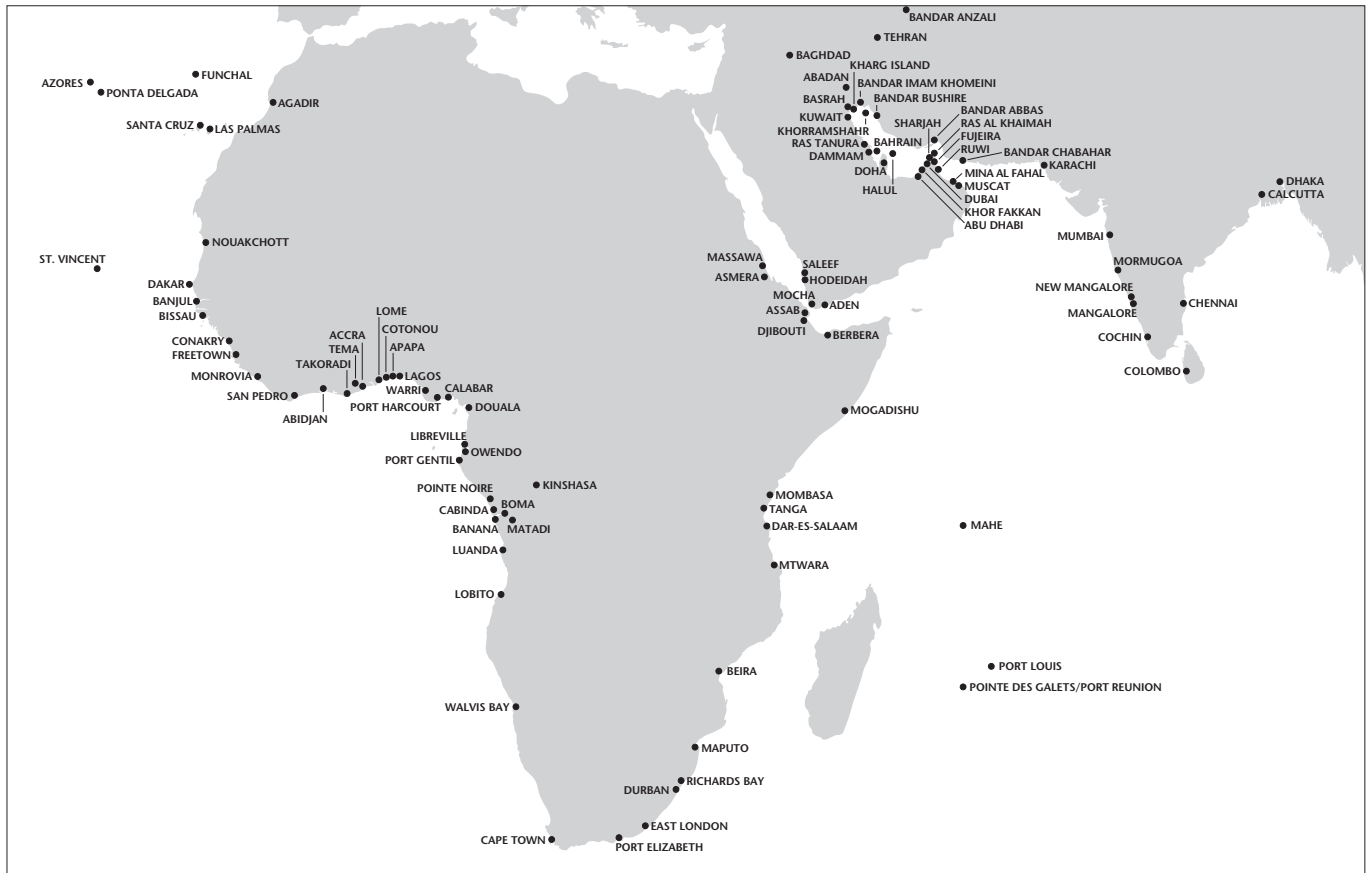 BANDAR ANZALI
TEHRAN
BAGHDAD
KHARG ISLAND
ABADAN
BANDAR IMAM KHOMEINI
BASRAH
BANDAR BUSHIRE
KUWAIT
SHARJAH
BANDAR ABBAS
RAS AL KHAIMAH
KHORRAMSHAHR
FUJEIRA
RAS TANURA
BAHRAIN
RUWI
BANDAR CHABAHAR
DAMMAM
KARACHI
DOHA
MINA AL FAHAL
HALUL
MUSCAT
DUBAI
KHOR FAKKAN
ABU DHABI
DHAKA
CALCUTTA
FUNCHAL
AZORES
PONTA DELGADA
AGADIR
SANTA CRUZ
LAS PALMAS
NOUAKCHOTT
ST. VINCENT
DAKAR
BANJUL
BISSAU
CONAKRY
FREETOWN
MONROVIA
SAN PEDRO
ABIDJAN
TAKORADI
TEMA
ACCRA
LOME
COTONOU
APAPA
LAGOS
WARRI
CALABAR
PORT HARCOURT
DOUALA
LIBREVILLE
OWENDO
PORT GENTIL
KINSHASA
POINTE NOIRE
BOMA
CABINDA
BANANA
MATADI
LUANDA
LOBITO
WALVIS BAY
CAPE TOWN
PORT ELIZABETH
EAST LONDON
DURBAN
RICHARDS BAY
MAPUTO
BEIRA
MTWARA
DAR-ES-SALAAM
TANGA
MOMBASA
MOGADISHU
MASSAWA
ASMERA
SALEEF
HODEIDAH
MOCHA
ADEN
ASSAB
DJIBOUTI
BERBERA
MUMBAI
MORMUGOA
NEW MANGALORE
MANGALORE
CHENNAI
COCHIN
COLOMBO
MAHE
PORT LOUIS
POINTE DES GALETS/PORT REUNION